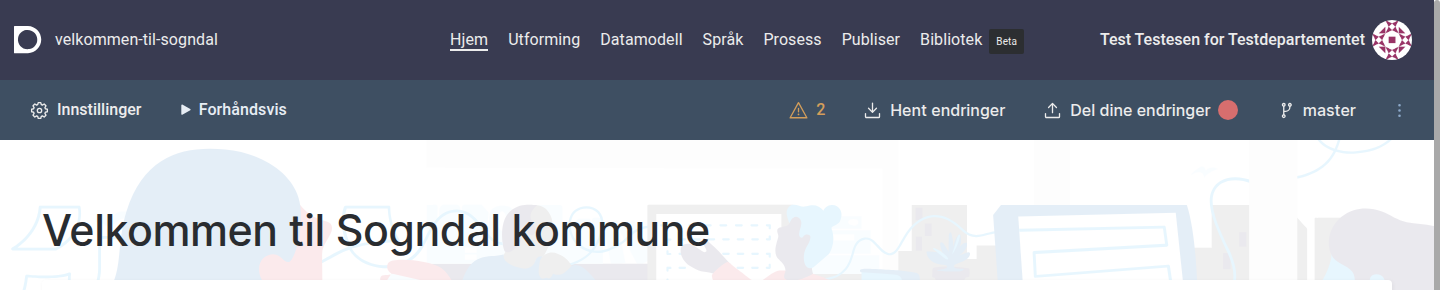 velkommen-til-sogndal Hjem Utforming Datamodell Språk Prosess Publiser Bibliotek Beta Test Testesen for Testdepartementet
Innstillinger Forhåndsvis 2 Hent endringer Del dine endringer master
Velkommen til Sogndal kommune